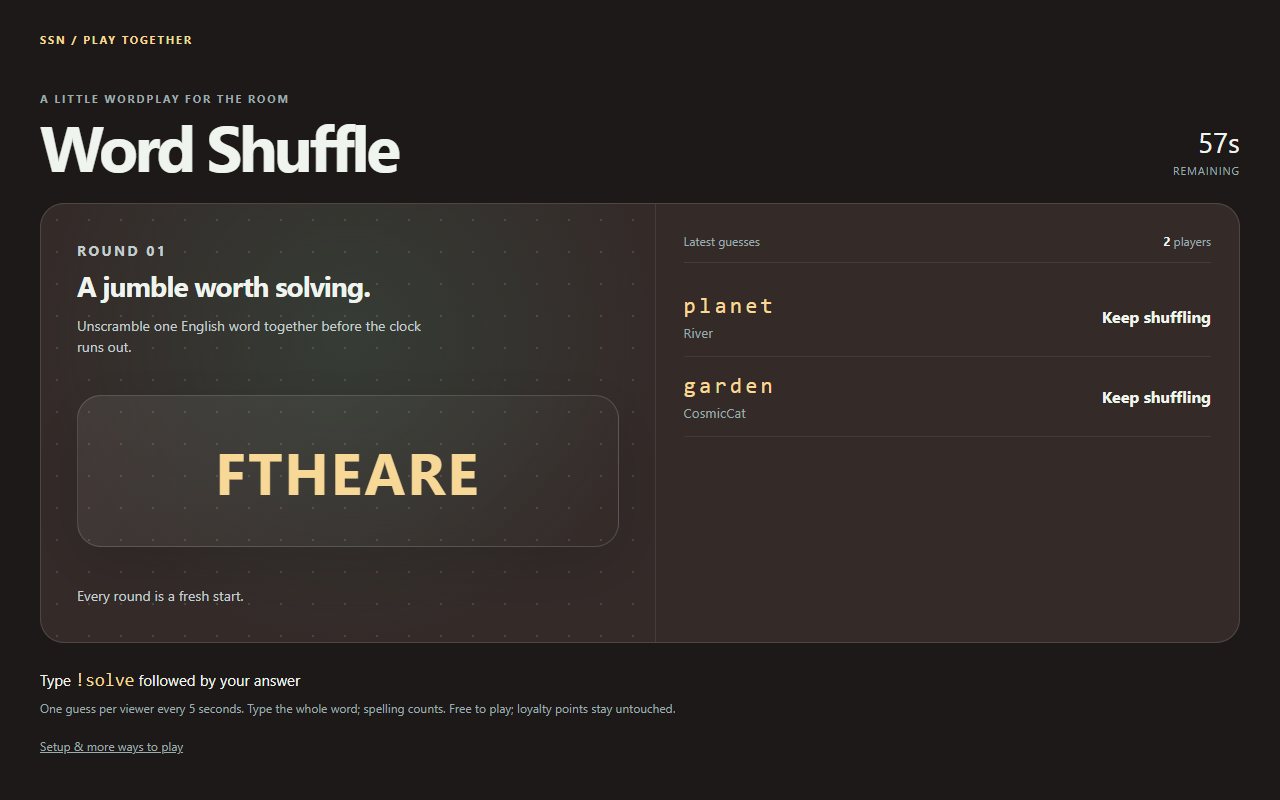 SSN / PLAY TOGETHER
A LITTLE WORDPLAY FOR THE ROOM
Word Shuffle
57s
REMAINING
ROUND 01
A jumble worth solving.
Unscramble one English word together before the clock
runs out.
FTHEARE
Every round is a fresh start.
Latest guesses
2 players
planet
River
Keep shuffling
garden
CosmicCat
Keep shuffling
Type !solve followed by your answer
One guess per viewer every 5 seconds. Type the whole word; spelling counts. Free to play; loyalty points stay untouched.
Setup & more ways to play